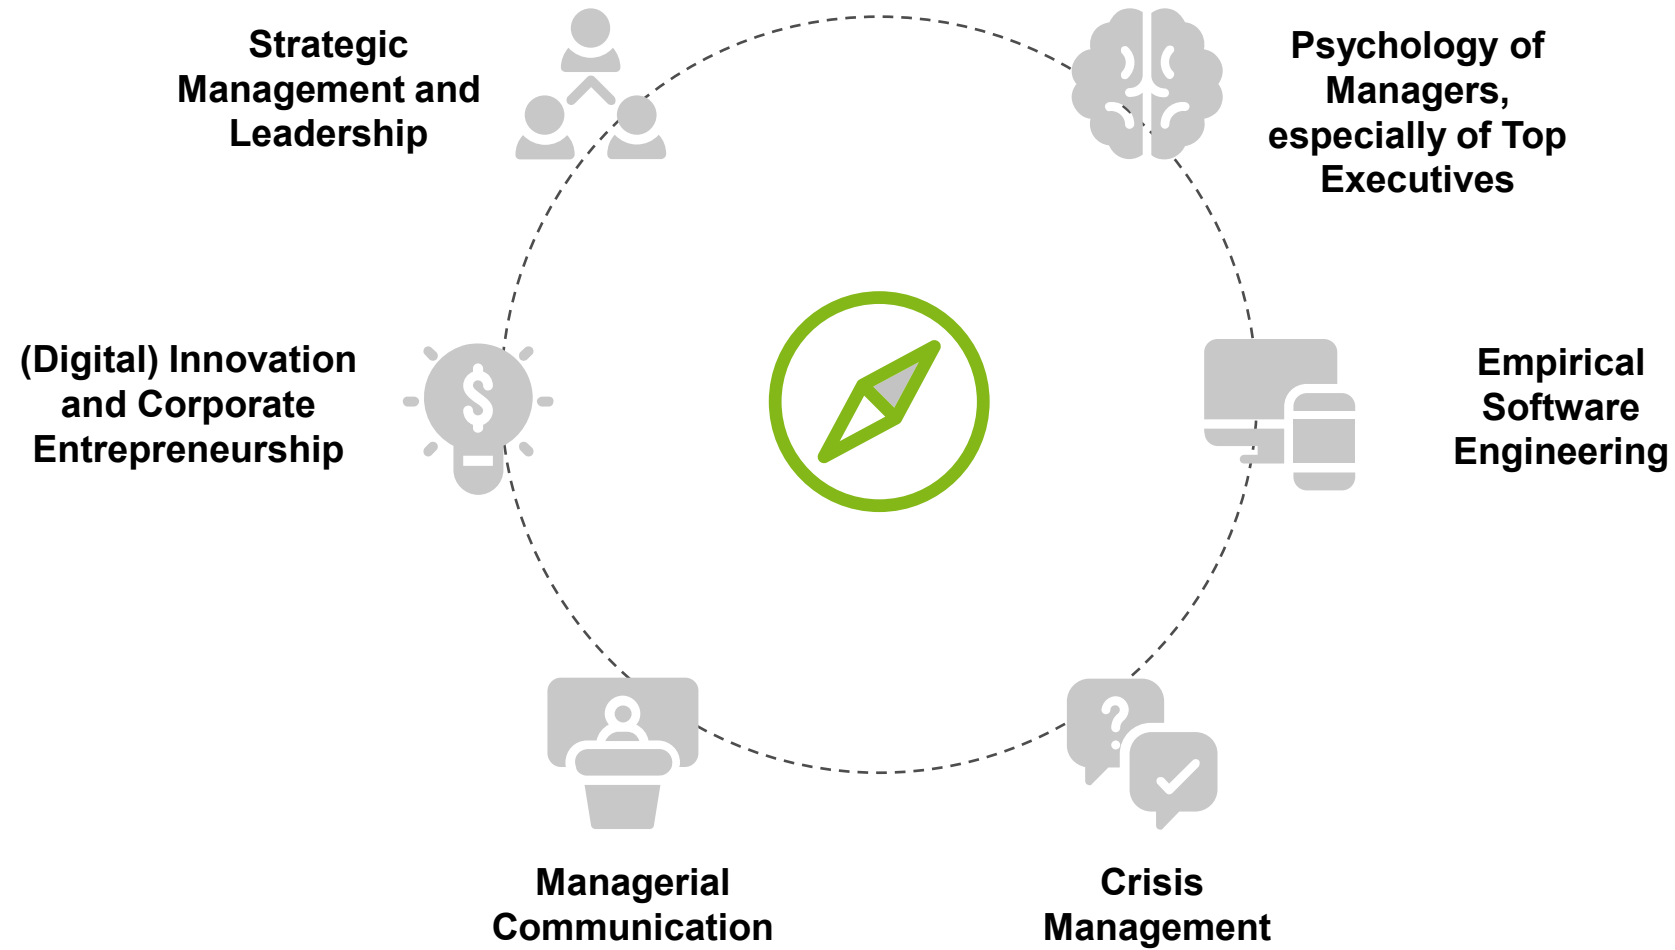 Strategic
Management and
Leadership
Psychology of
Managers,
especially of Top
Executives
(Digital) Innovation
and Corporate
Entrepreneurship
$
Empirical
Software
Engineering
?
Managerial
Communication
Crisis
Management